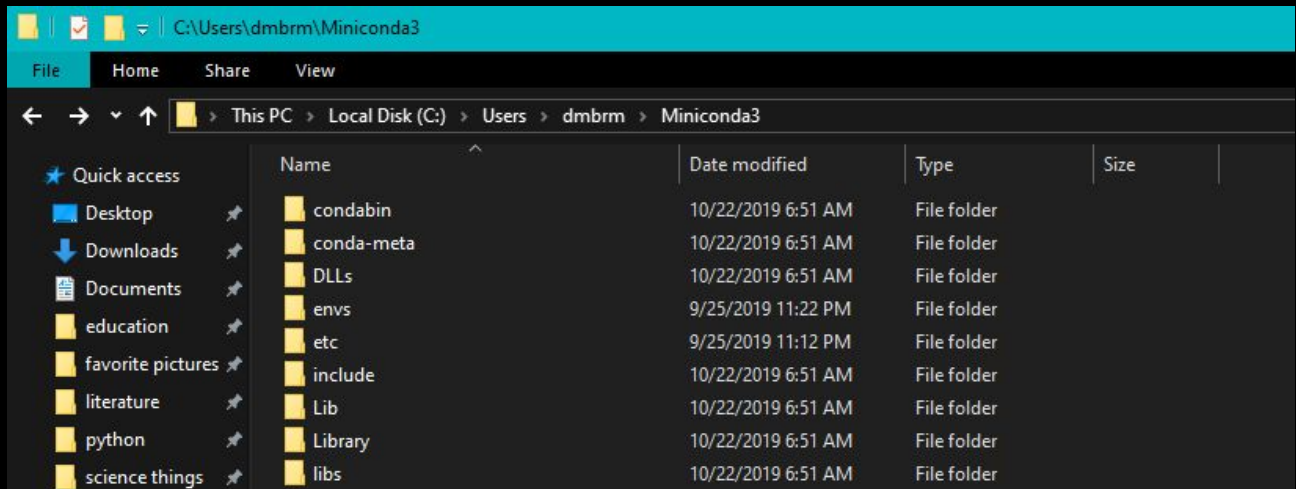 C:\Users\dmbrm\Miniconda3
File Home Share View
This PC > Local Disk (C:) > Users > dmbrm > Miniconda3
Quick access
Desktop
Downloads
Documents
education
favorite pictures
literature
python
science things
Name Date modified Type Size
condabin 10/22/2019 6:51 AM File folder
conda-meta 10/22/2019 6:51 AM File folder
DLLs 10/22/2019 6:51 AM File folder
envs 9/25/2019 11:22 PM File folder
etc 9/25/2019 11:12 PM File folder
include 10/22/2019 6:51 AM File folder
Lib 10/22/2019 6:51 AM File folder
Library 10/22/2019 6:51 AM File folder
libs 10/22/2019 6:51 AM File folder